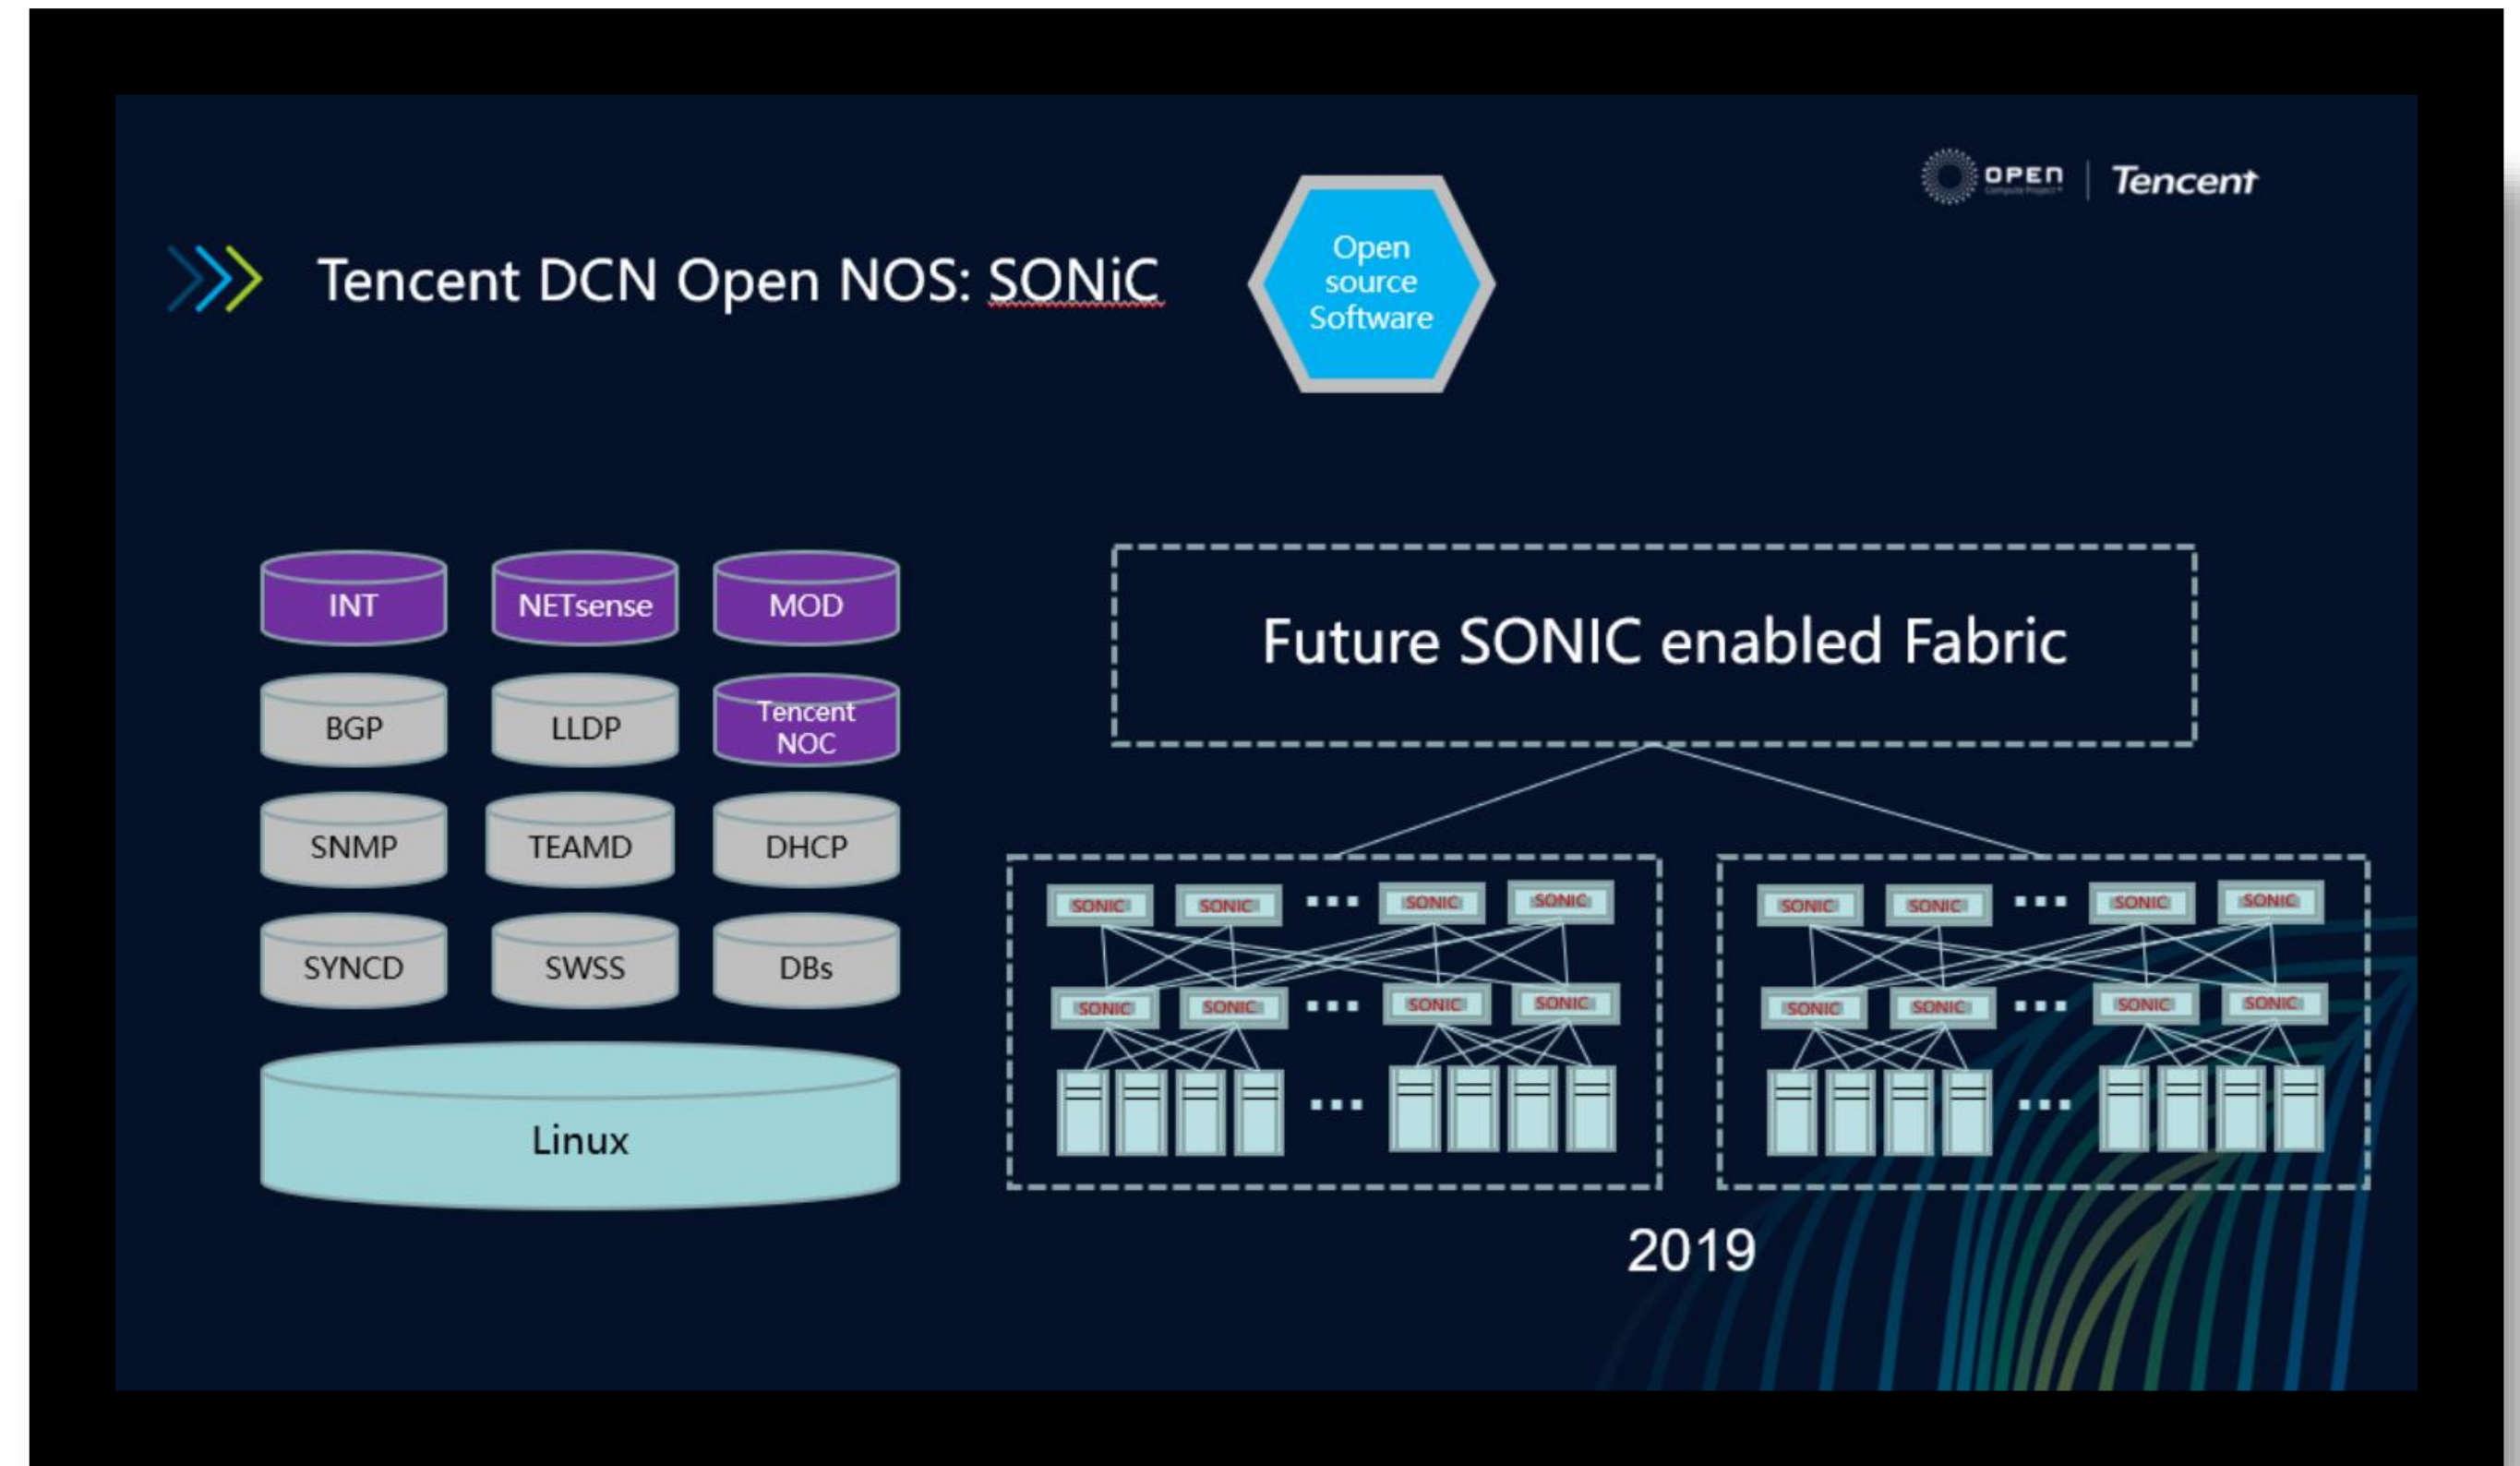 OPEN
Compute Project®
Tencent
Tencent DCN Open NOS: SONiC
Open
source
Software
INT
NETsense
MOD
BGP
LLDP
Tencent
NOC
SNMP
TEAMD
DHCP
SYNCD
SWSS
DBs
Linux
Future SONIC enabled Fabric
SONIC SONIC SONIC SONIC
SONIC SONIC SONIC SONIC
SONIC SONIC SONIC SONIC
SONIC SONIC SONIC SONIC
2019